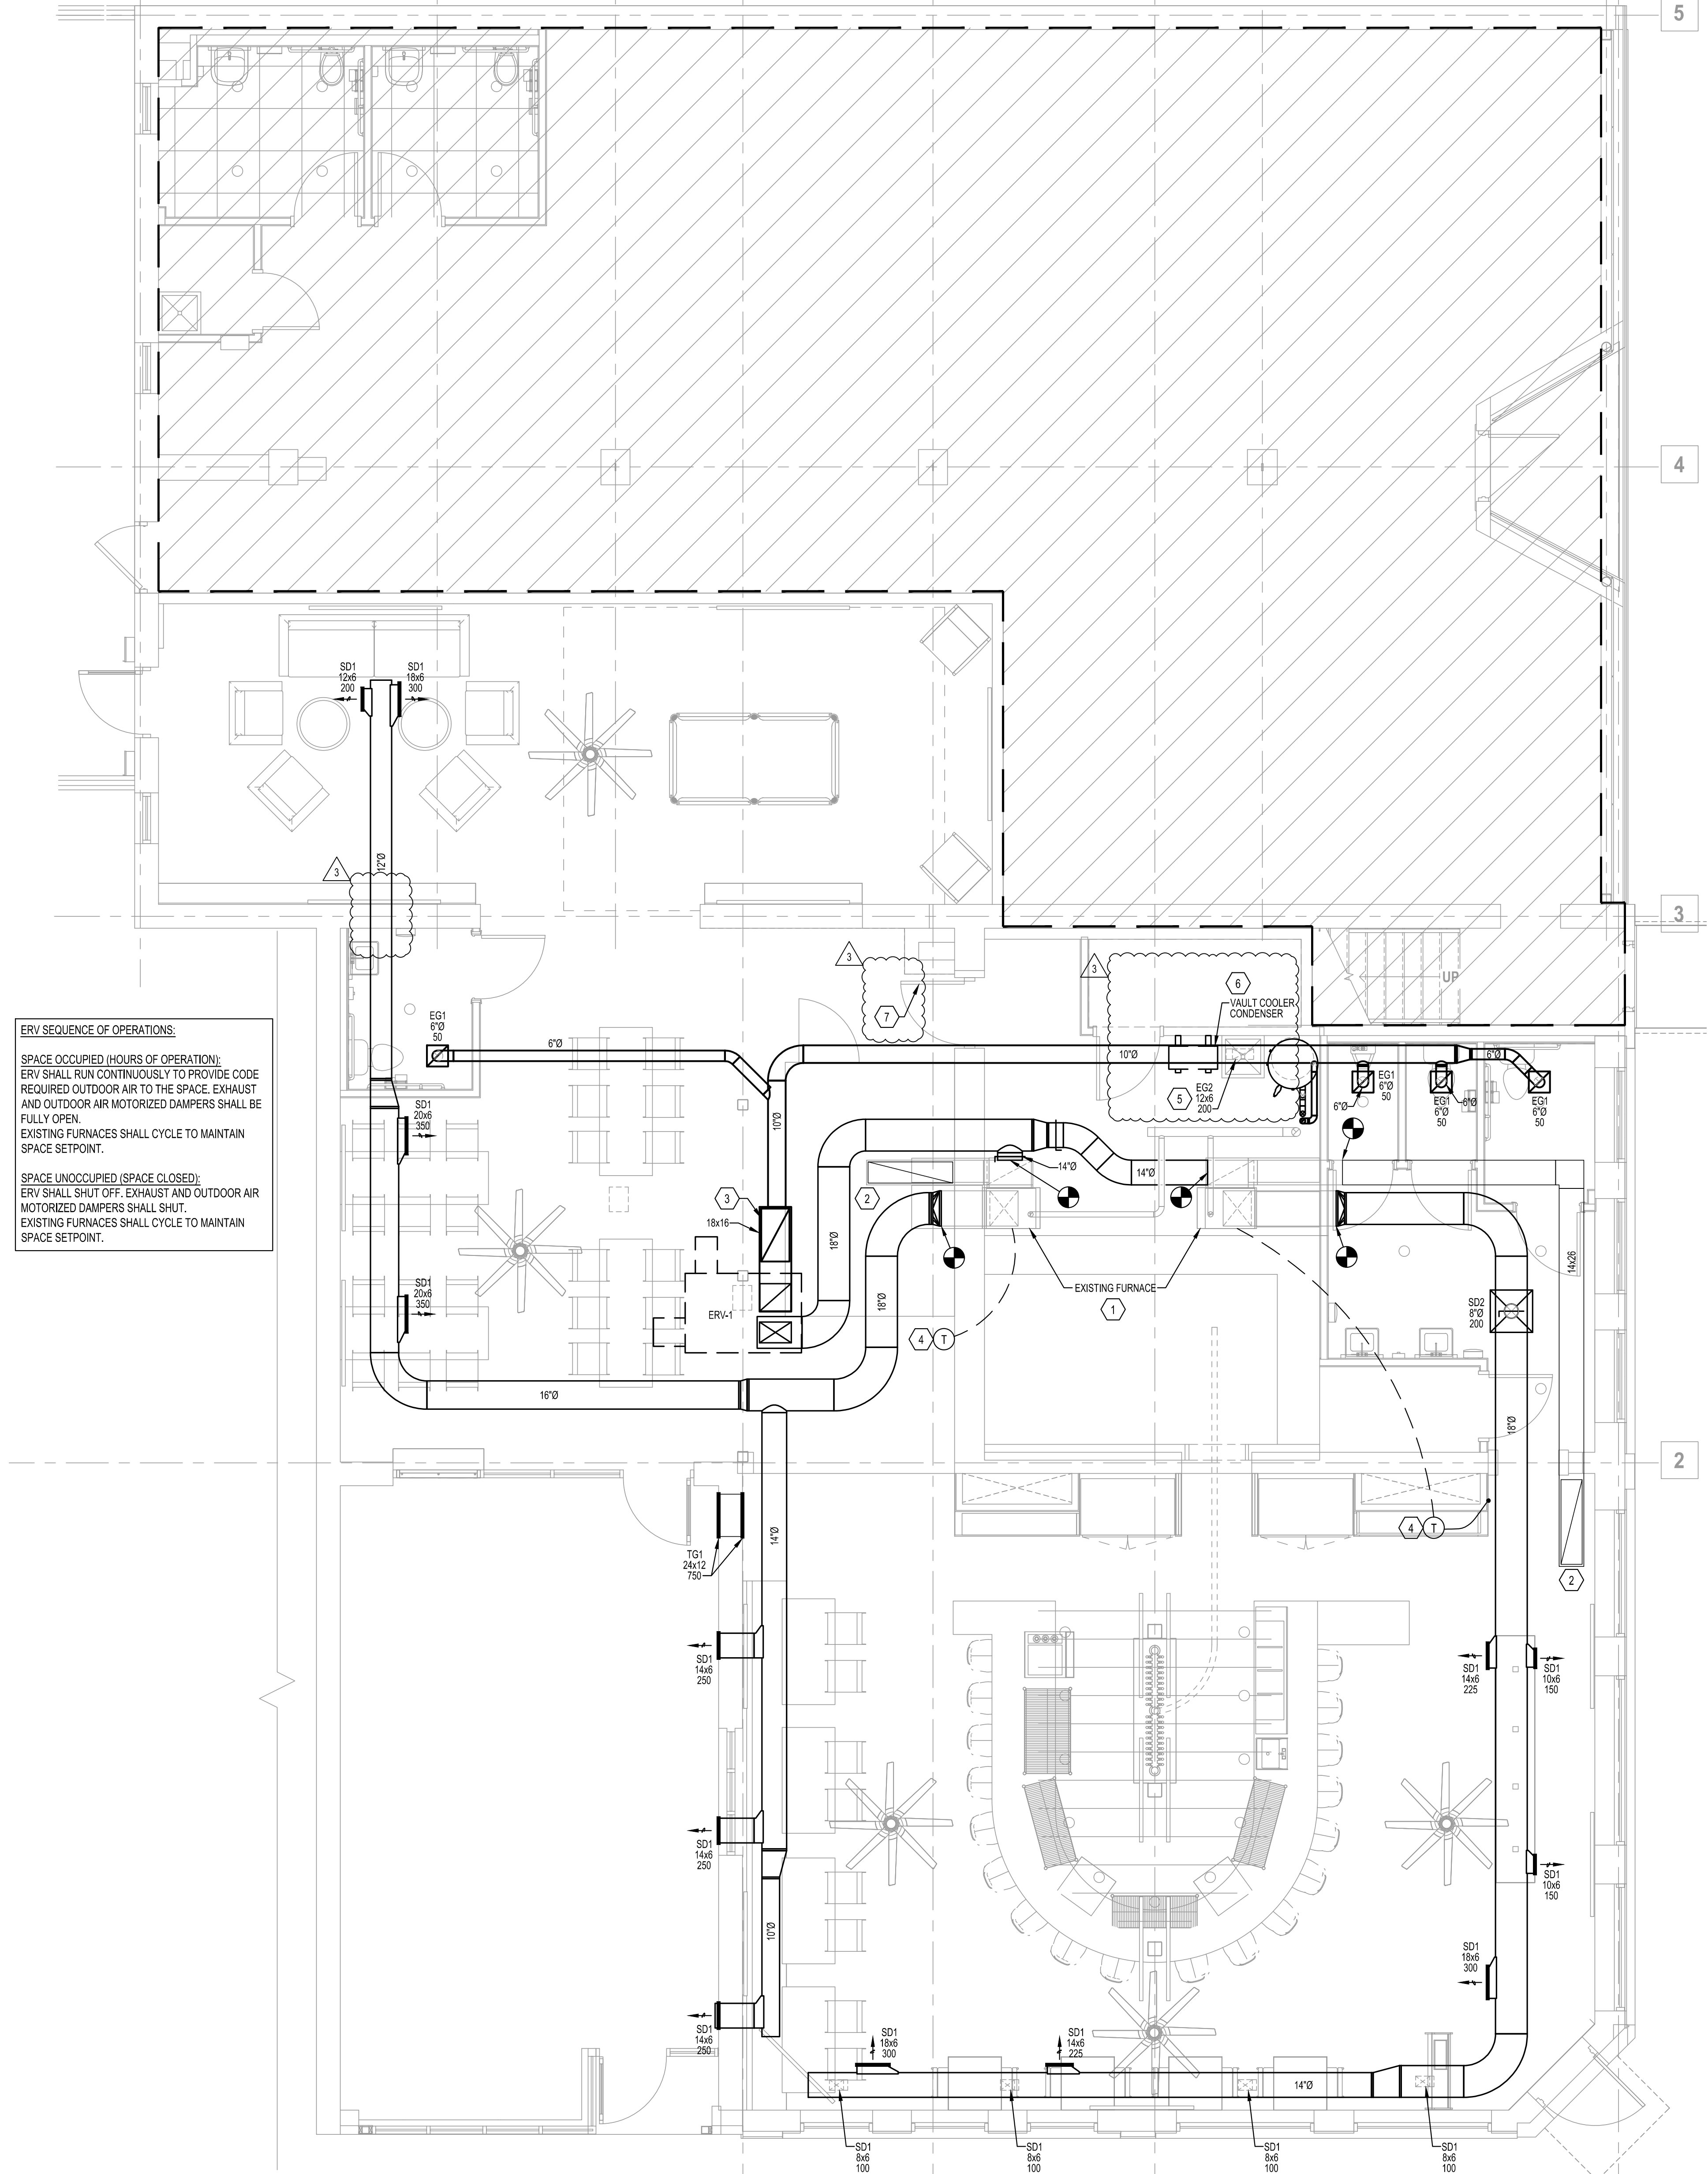 5
4
SD1
12x6
200
SD1
18x6
300
12"Ø
3
3
3
3
UP
6
VAULT COOLER
CONDENSER
7
ERV SEQUENCE OF OPERATIONS:
SPACE OCCUPIED (HOURS OF OPERATION):
ERV SHALL RUN CONTINUOUSLY TO PROVIDE CODE
REQUIRED OUTDOOR AIR TO THE SPACE. EXHAUST
AND OUTDOOR AIR MOTORIZED DAMPERS SHALL BE
FULLY OPEN.
EXISTING FURNACES SHALL CYCLE TO MAINTAIN
SPACE SETPOINT.
SPACE UNOCCUPIED (SPACE CLOSED):
ERV SHALL SHUT OFF. EXHAUST AND OUTDOOR AIR
MOTORIZED DAMPERS SHALL SHUT.
EXISTING FURNACES SHALL CYCLE TO MAINTAIN
SPACE SETPOINT.
EG1
6"Ø
50
6"Ø
10"Ø
6"Ø
5
EG2
12x6
200
6"Ø
EG1
6"Ø
50
EG1
6"Ø
50
6"Ø
EG1
6"Ø
50
SD1
20x6
350
10"Ø
14"Ø
14"Ø
2
3
18x16
18"Ø
14x26
SD1
20x6
350
ERV-1
18"Ø
EXISTING FURNACE
1
4
T
SD2
8"Ø
200
16"Ø
18"Ø
2
14"Ø
TG1
24x12
750
4
T
2
SD1
14x6
250
SD1
14x6
225
SD1
10x6
150
SD1
14x6
250
SD1
10x6
150
10"Ø
SD1
18x6
300
SD1
14x6
250
SD1
18x6
300
SD1
14x6
225
14"Ø
SD1
8x6
100
SD1
8x6
100
SD1
8x6
100
SD1
8x6
100